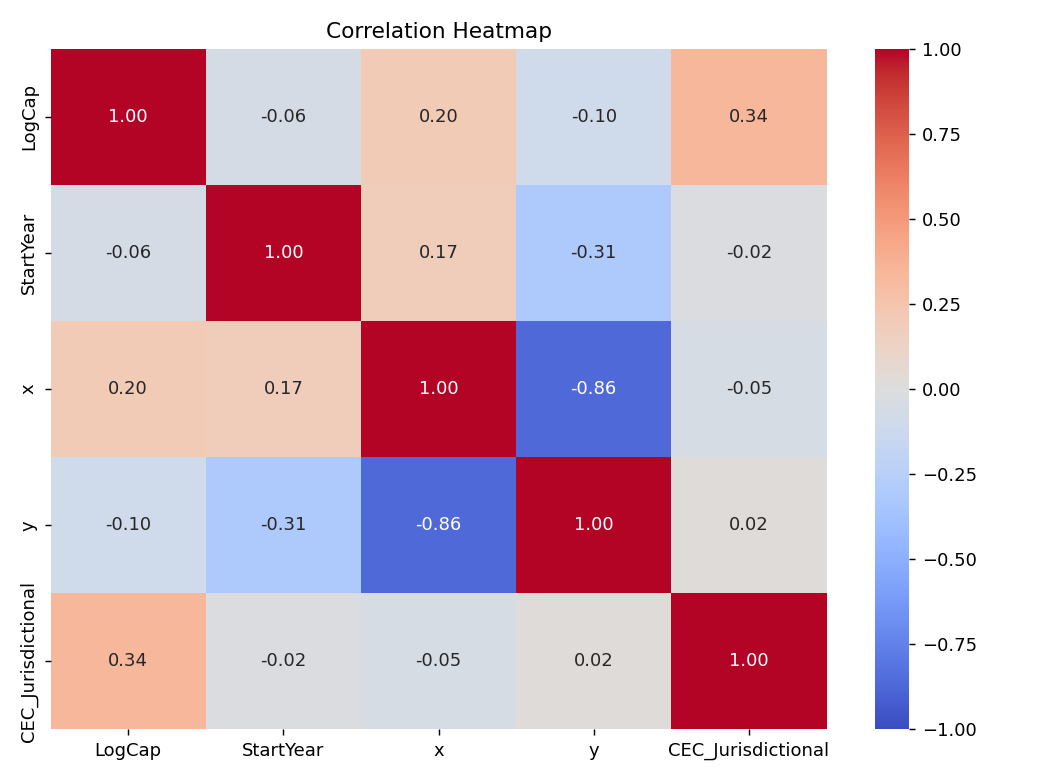 Correlation Heatmap
LogCap 1.00 -0.06 0.20 -0.10 0.34
StartYear -0.06 1.00 0.17 -0.31 -0.02
x 0.20 0.17 1.00 -0.86 -0.05
y -0.10 -0.31 -0.86 1.00 0.02
CEC_Jurisdictional 0.34 -0.02 -0.05 0.02 1.00
LogCap StartYear x y CEC_Jurisdictional
1.00
0.75
0.50
0.25
0.00
−0.25
−0.50
−0.75
−1.00